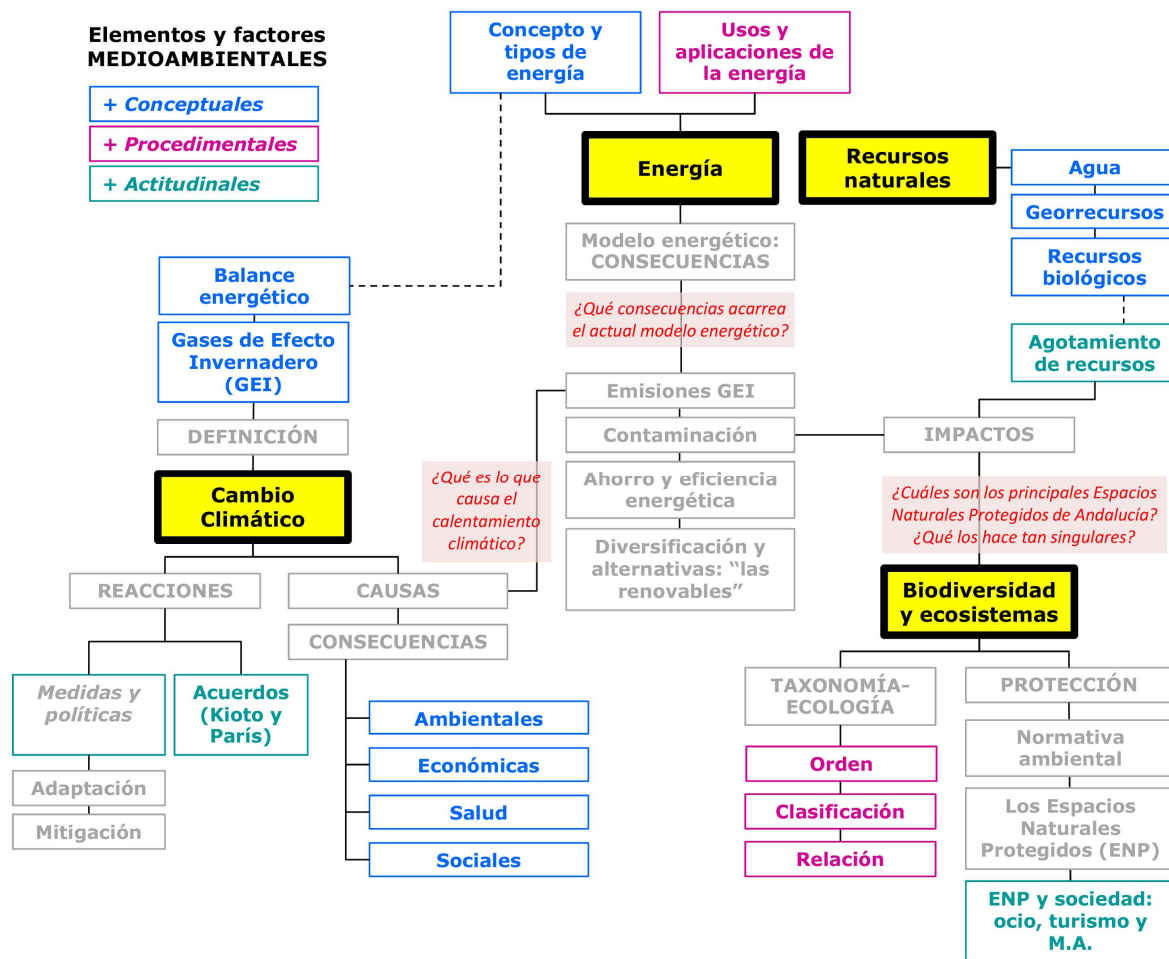 Elementos y factores
MEDIOAMBIENTALES
+ Conceptuales
+ Procedimentales
+ Actitudinales
Concepto y
tipos de
energía
Usos y
aplicaciones de
la energía
Energía
Recursos
naturales
Agua
Georrecursos
Recursos
biológicos
Agotamiento
de recursos
Modelo energético:
CONSECUENCIAS
¿Qué consecuencias acarrea
el actual modelo energético?
Balance
energético
Gases de Efecto
Invernadero
(GEI)
DEFINICIÓN
Cambio
Climático
Emisiones GEI
Contaminación
Ahorro y eficiencia
energética
Diversificación y
alternativas: “las
renovables”
IMPACTOS
¿Qué es lo que
causa el
calentamiento
climático?
¿Cuáles son los principales Espacios
Naturales Protegidos de Andalucía?
¿Qué los hace tan singulares?
REACCIONES
CAUSAS
CONSECUENCIAS
Medidas y
políticas
Acuerdos
(Kioto y
París)
Adaptación
Mitigación
Ambientales
Económicas
Salud
Sociales
Biodiversidad
y ecosistemas
TAXONOMÍA-
ECOLOGÍA
Orden
Clasificación
Relación
PROTECCIÓN
Normativa
ambiental
Los Espacios
Naturales
Protegidos (ENP)
ENP y sociedad:
ocio, turismo y
M.A.